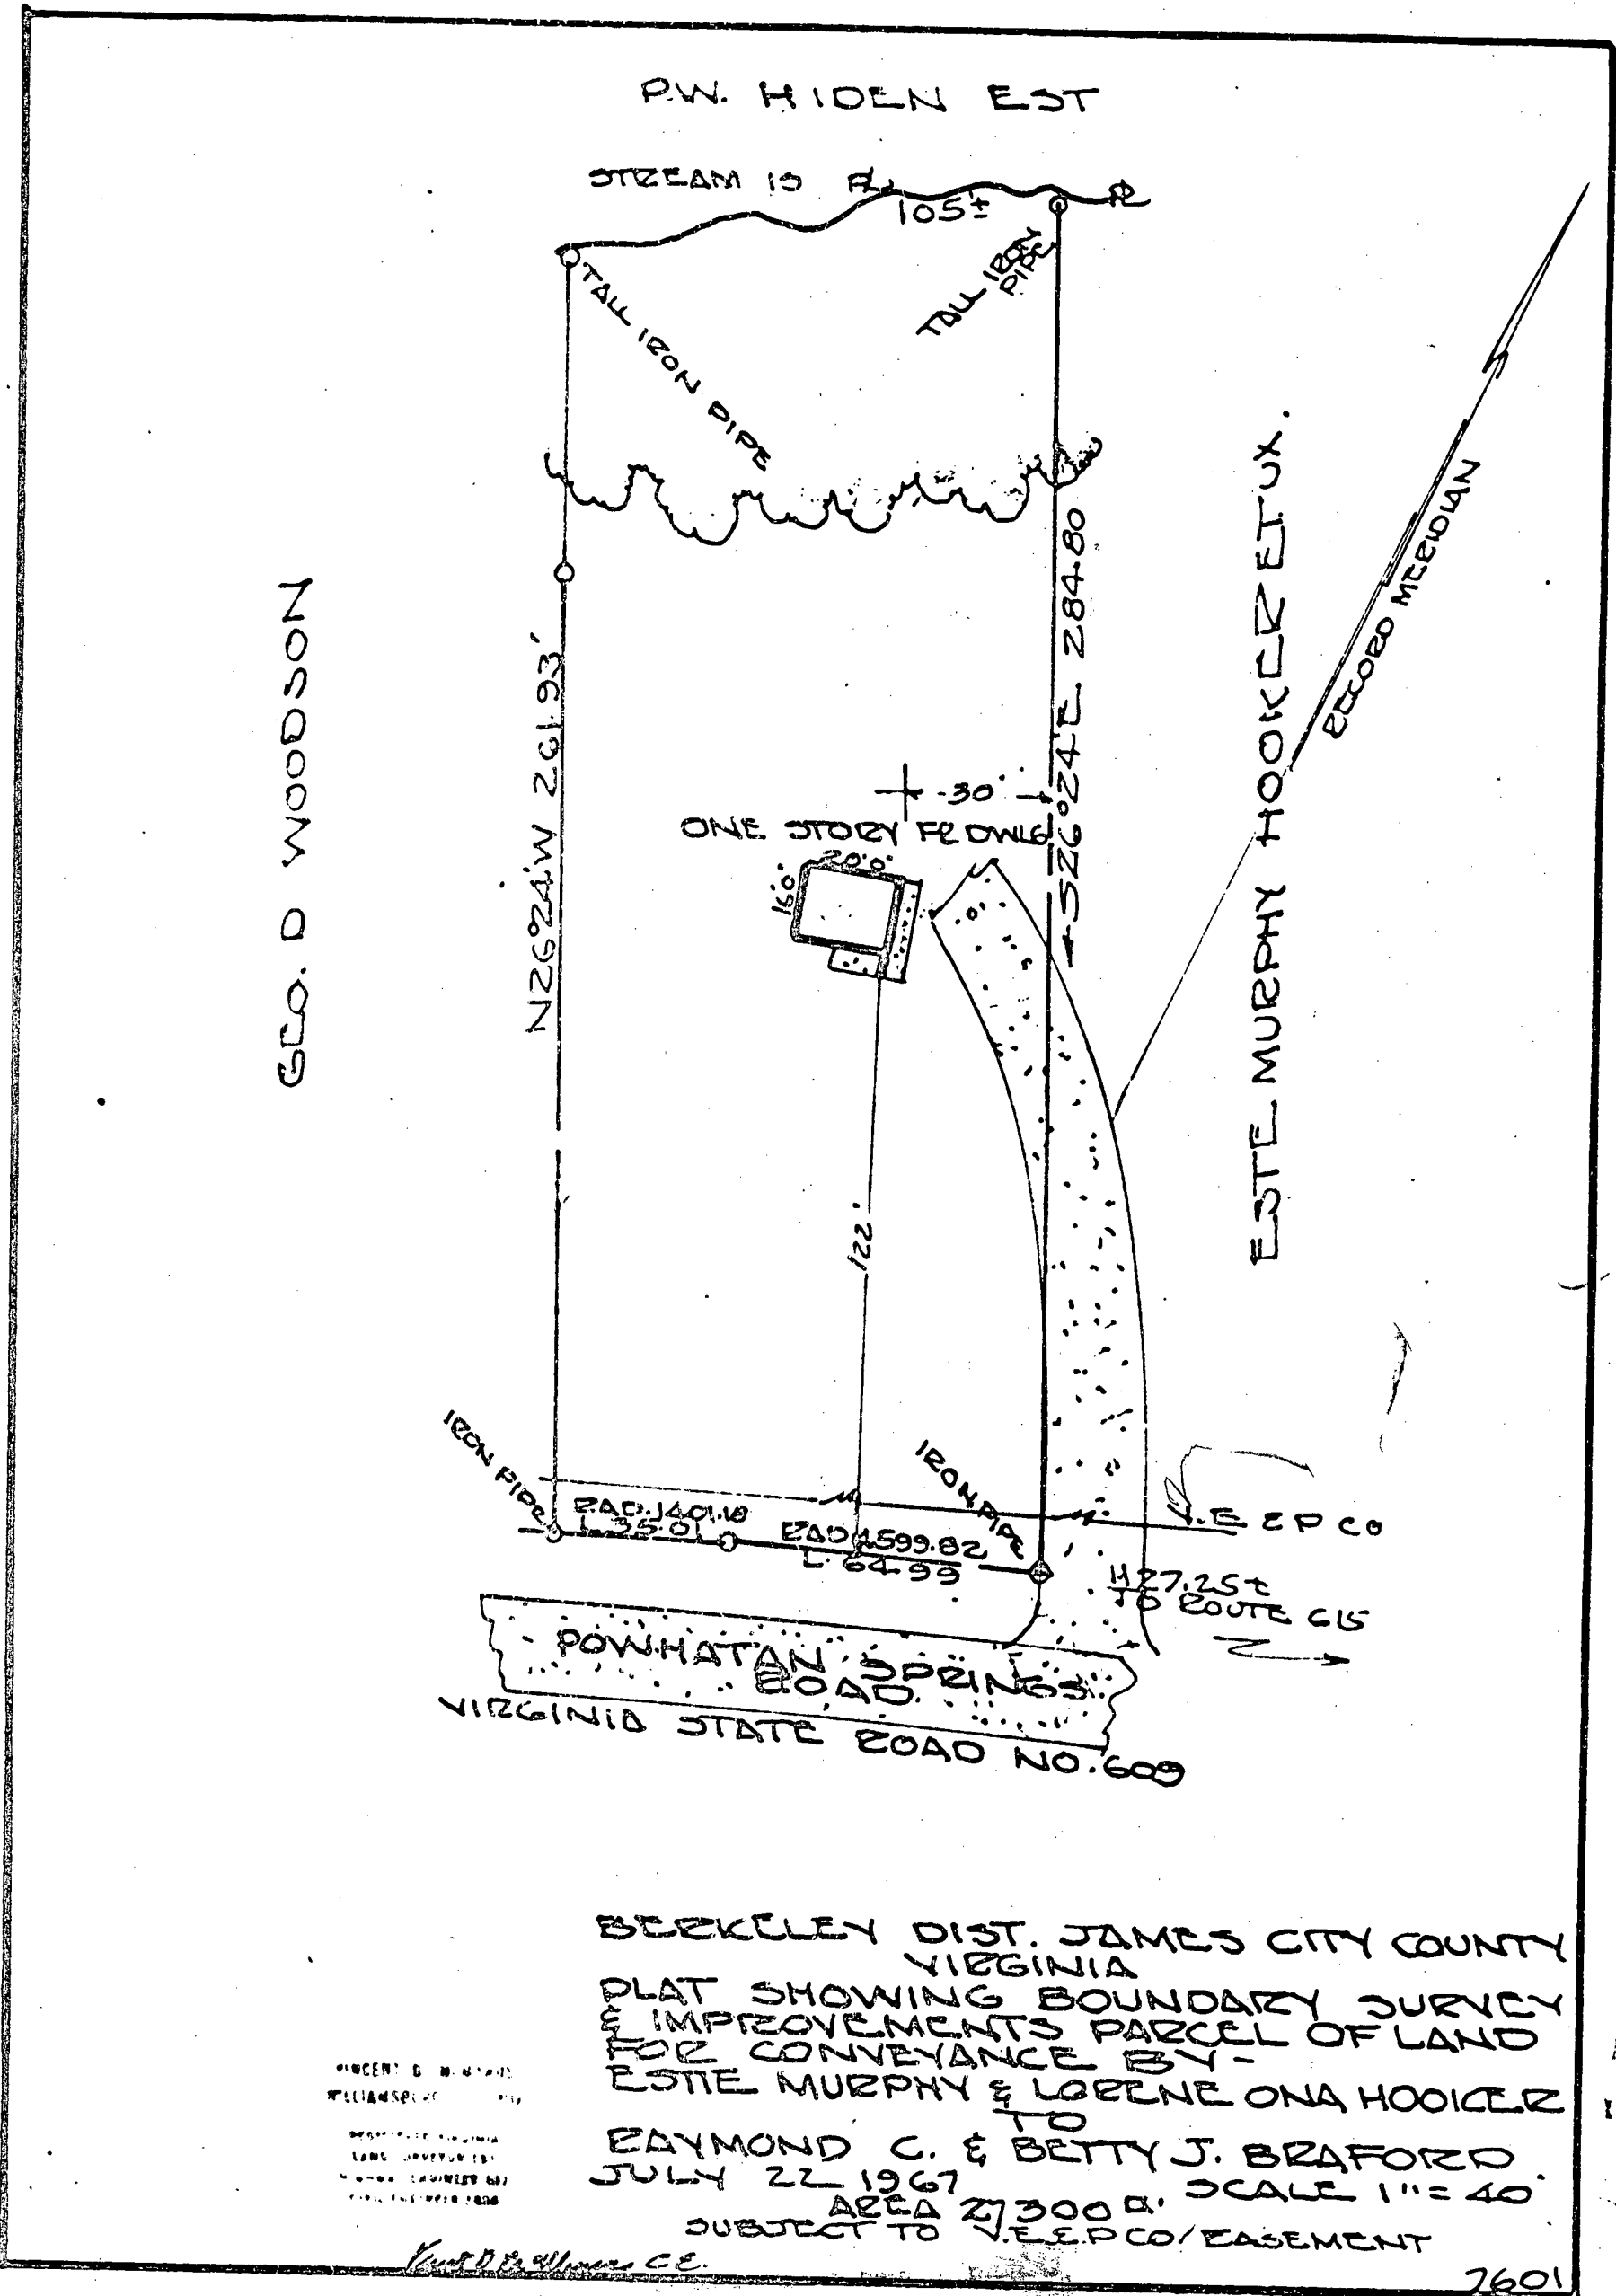 P.W. HIDEN EST
STREAM IS PL
105'±
PL
TALL IRON PIPE
TALL IRON
PIPE
GEO. D WOODSON
N26°24'W 261.93'
S26°24'E 284.80
ESTE MURPHY HOOKER ET UX.
RECORD MERIDIAN
30'
ONE STORY FR DWLG
20'0"
16'0"
122'
IRON PIPE
IRON PIPE
RAD. 1401.18
L 35.01
RAD 1599.82
L 64.99
V.E & P CO
1427.25±
TO ROUTE 615
POWHATAN SPRINGS
ROAD
VIRGINIA STATE ROAD NO. 609
BERKELEY DIST. JAMES CITY COUNTY
VIRGINIA
PLAT SHOWING BOUNDARY SURVEY
& IMPROVEMENTS PARCEL OF LAND
FOR CONVEYANCE BY-
ESTIE MURPHY & LORENE ONA HOOKER
TO
RAYMOND C. & BETTY J. BRAFORD
JULY 22 1967
SCALE 1"= 40'
AREA 27300
SUBJECT TO V.E.&.P CO/ EASEMENT
VINCENT D.
C.E.
7601